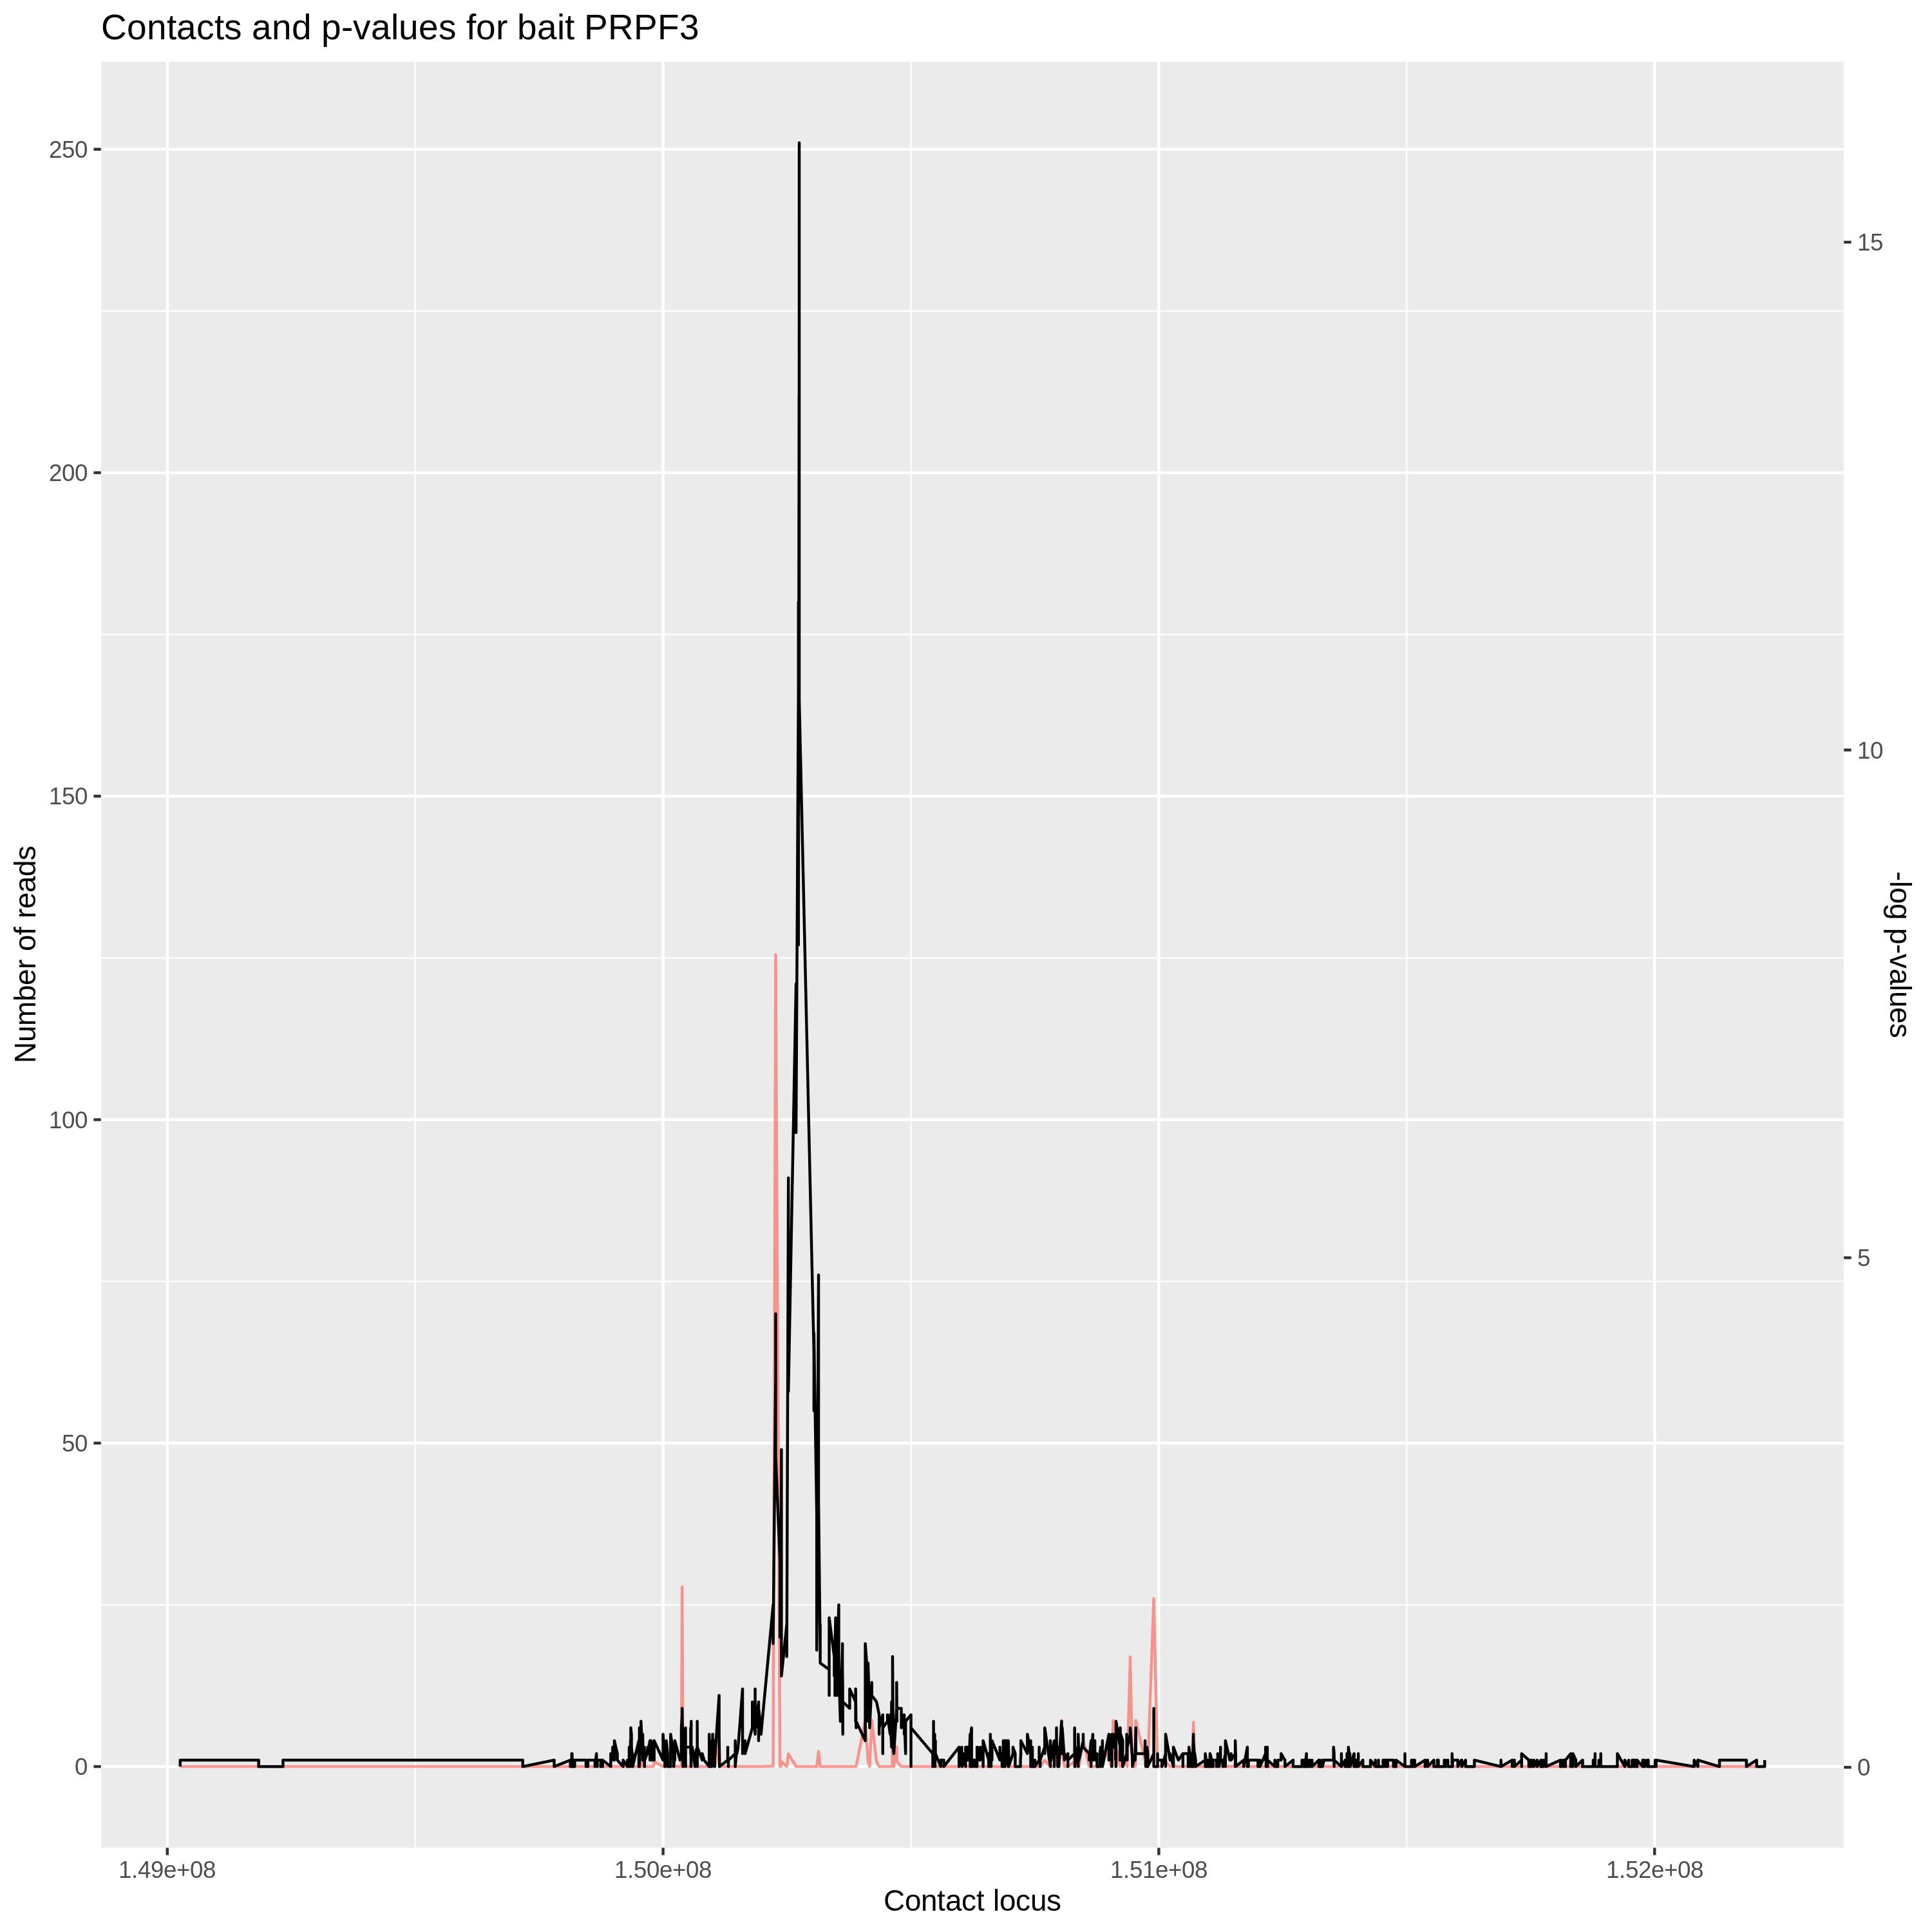 Contacts and p-values for bait PRPF3
Number of reads
250
200
150
100
50
0
15
10
5
0
-log p-values
1.49e+08
1.50e+08
1.51e+08
1.52e+08
Contact locus